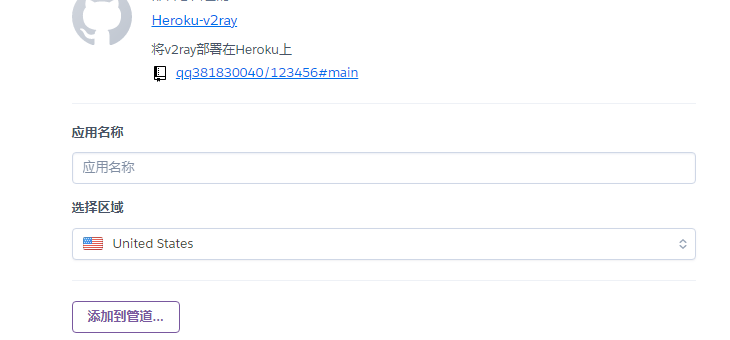 Heroku-v2ray
将v2ray部署在Heroku上
qq381830040/123456#main
应用名称
应用名称
选择区域
United States
添加到管道...